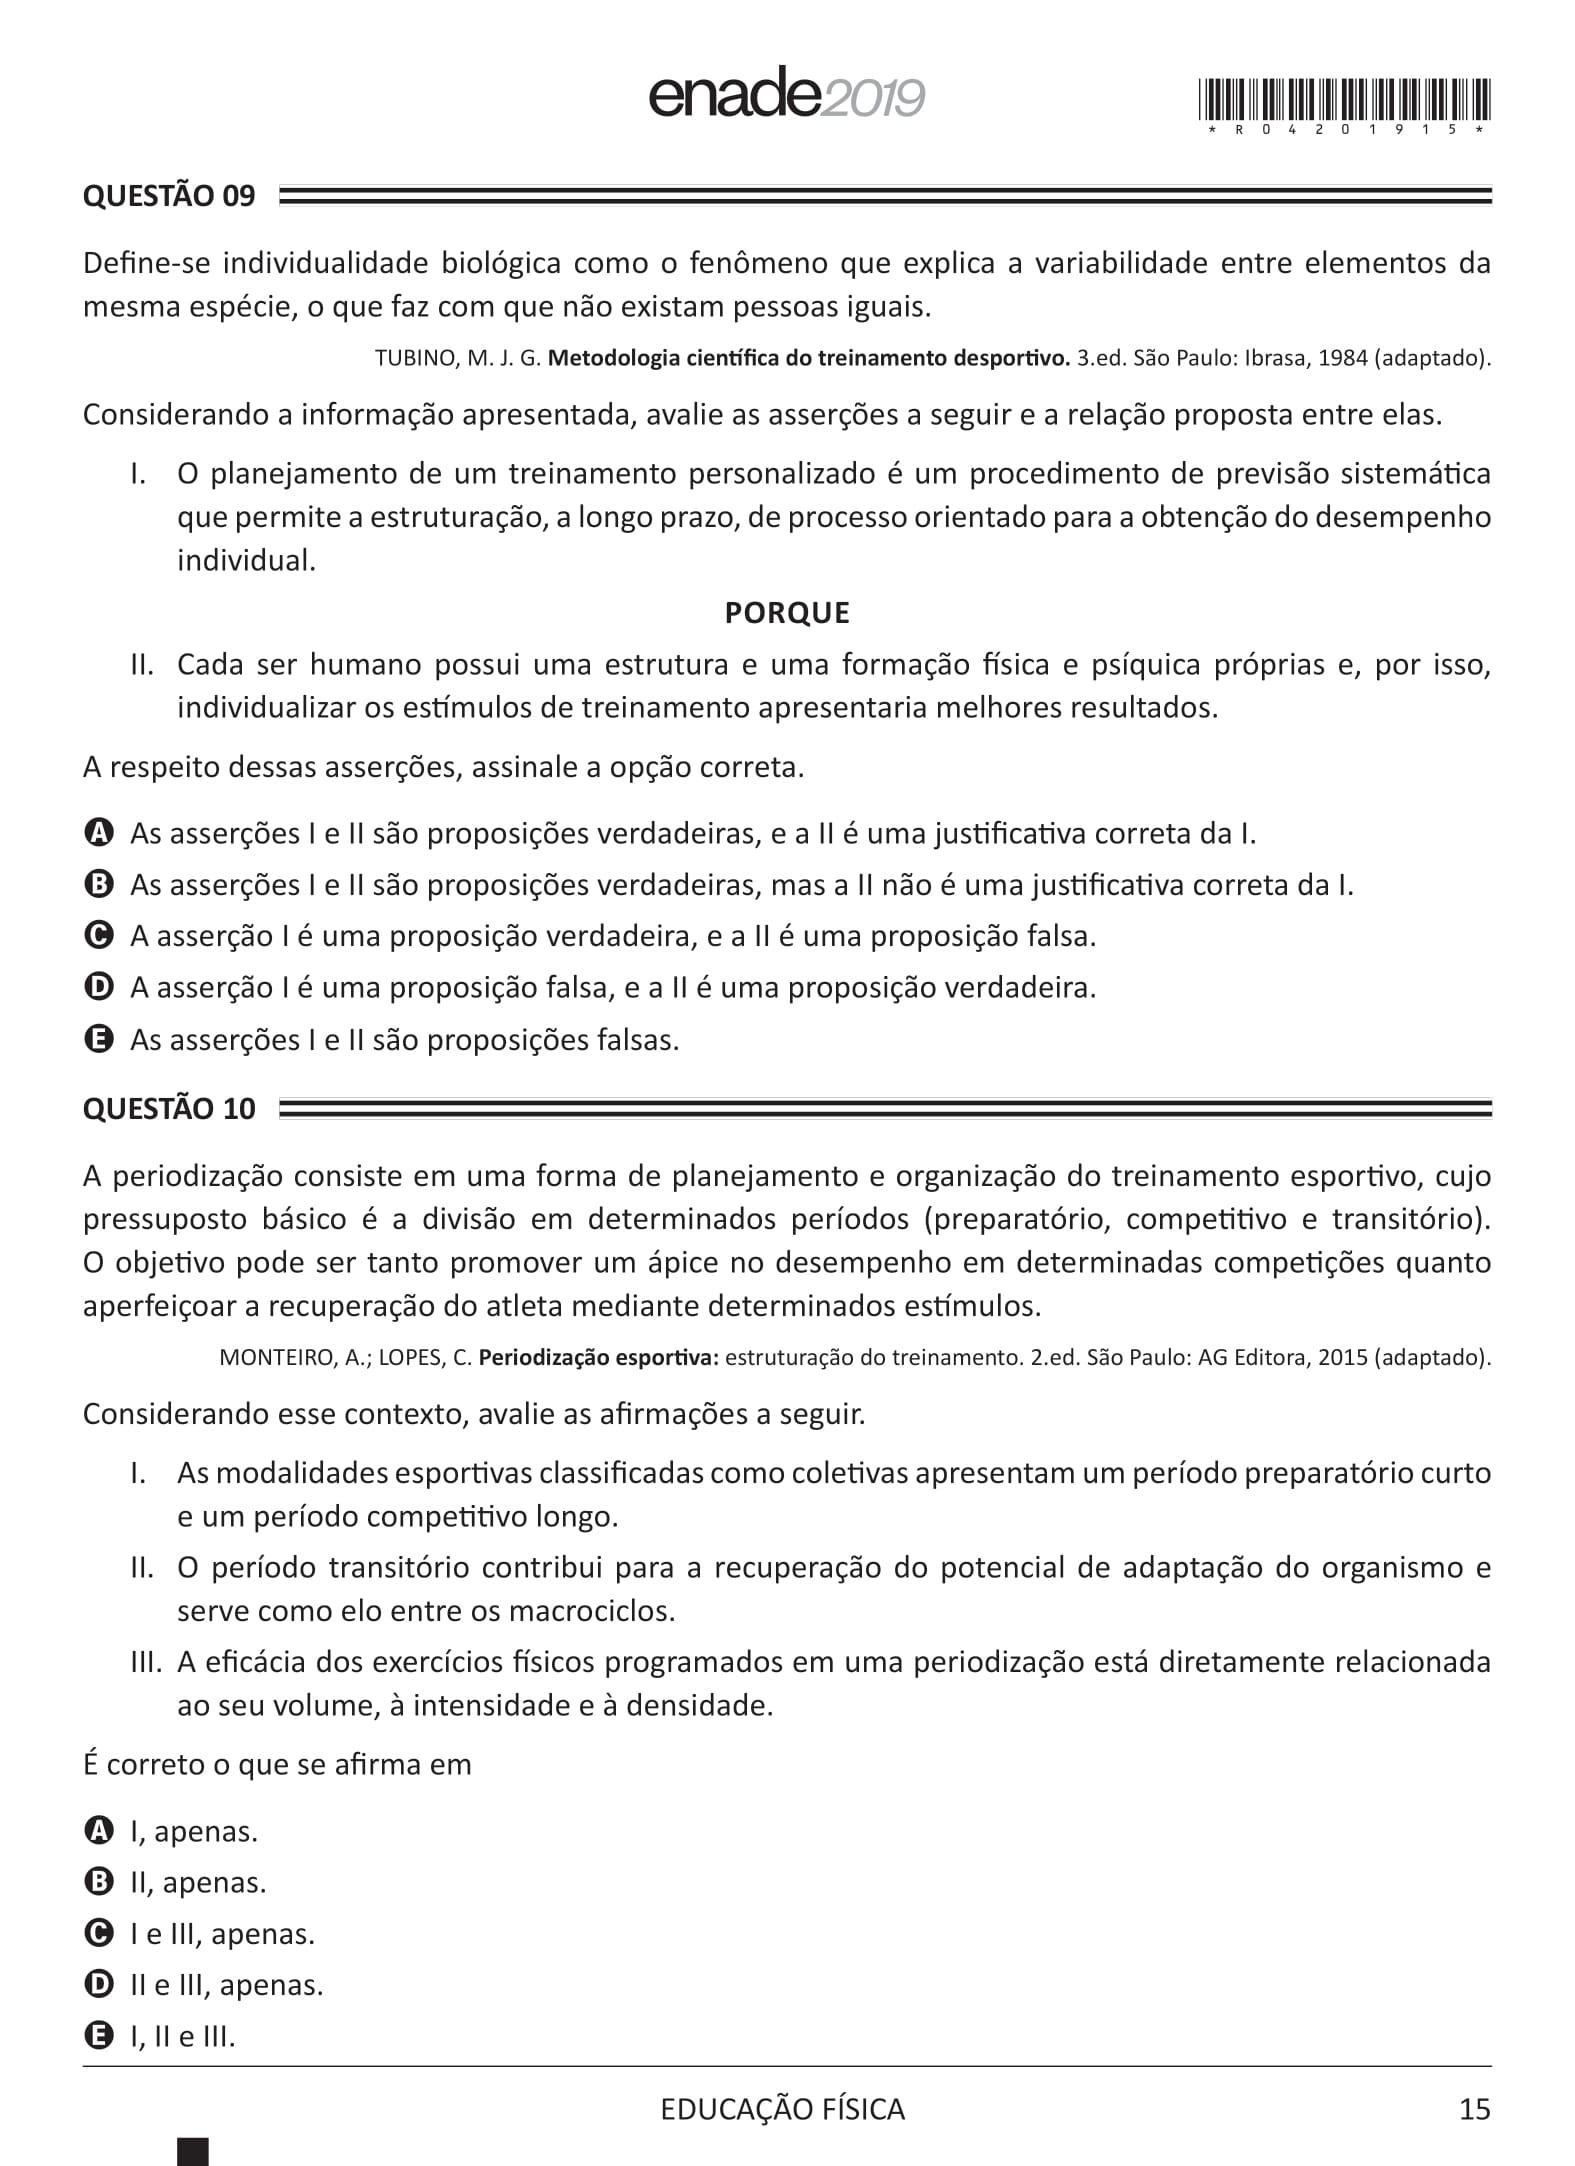 enade2019
*R04201915*
QUESTÃO 09
Define-se individualidade biológica como o fenômeno que explica a variabilidade entre elementos da
mesma espécie, o que faz com que não existam pessoas iguais.
TUBINO, M. J. G. Metodologia científica do treinamento desportivo. 3.ed. São Paulo: Ibrasa, 1984 (adaptado).
Considerando a informação apresentada, avalie as asserções a seguir e a relação proposta entre elas.
I. O planejamento de um treinamento personalizado é um procedimento de previsão sistemática
que permite a estruturação, a longo prazo, de processo orientado para a obtenção do desempenho
individual.
PORQUE
II. Cada ser humano possui uma estrutura e uma formação física e psíquica próprias e, por isso,
individualizar os estímulos de treinamento apresentaria melhores resultados.
A respeito dessas asserções, assinale a opção correta.
A As asserções I e II são proposições verdadeiras, e a II é uma justificativa correta da I.
B As asserções I e II são proposições verdadeiras, mas a II não é uma justificativa correta da I.
C A asserção I é uma proposição verdadeira, e a II é uma proposição falsa.
D A asserção I é uma proposição falsa, e a II é uma proposição verdadeira.
E As asserções I e II são proposições falsas.
QUESTÃO 10
A periodização consiste em uma forma de planejamento e organização do treinamento esportivo, cujo
pressuposto básico é a divisão em determinados períodos (preparatório, competitivo e transitório).
O objetivo pode ser tanto promover um ápice no desempenho em determinadas competições quanto
aperfeiçoar a recuperação do atleta mediante determinados estímulos.
MONTEIRO, A.; LOPES, C. Periodização esportiva: estruturação do treinamento. 2.ed. São Paulo: AG Editora, 2015 (adaptado).
Considerando esse contexto, avalie as afirmações a seguir.
I. As modalidades esportivas classificadas como coletivas apresentam um período preparatório curto
e um período competitivo longo.
II. O período transitório contribui para a recuperação do potencial de adaptação do organismo e
serve como elo entre os macrociclos.
III. A eficácia dos exercícios físicos programados em uma periodização está diretamente relacionada
ao seu volume, à intensidade e à densidade.
É correto o que se afirma em
A I, apenas.
B II, apenas.
C I e III, apenas.
D II e III, apenas.
E I, II e III.
EDUCAÇÃO FÍSICA 15